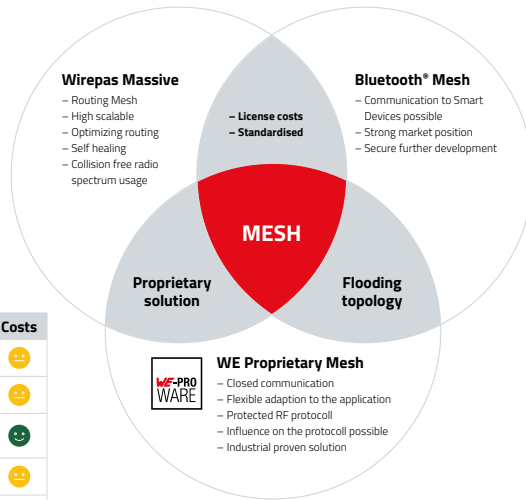 Wirepas Massive
– Routing Mesh
– High scalable
– Optimizing routing
– Self healing
– Collision free radio
spectrum usage
– License costs
– Standardised
Bluetooth® Mesh
– Communication to Smart
Devices possible
– Strong market position
– Secure further development
MESH
Proprietary
solution
Flooding
topology
Costs
WE-PRO
WARE
WE Proprietary Mesh
– Closed communication
– Flexible adaption to the application
– Protected RF protocoll
– Influence on the protocoll possible
– Industrial proven solution